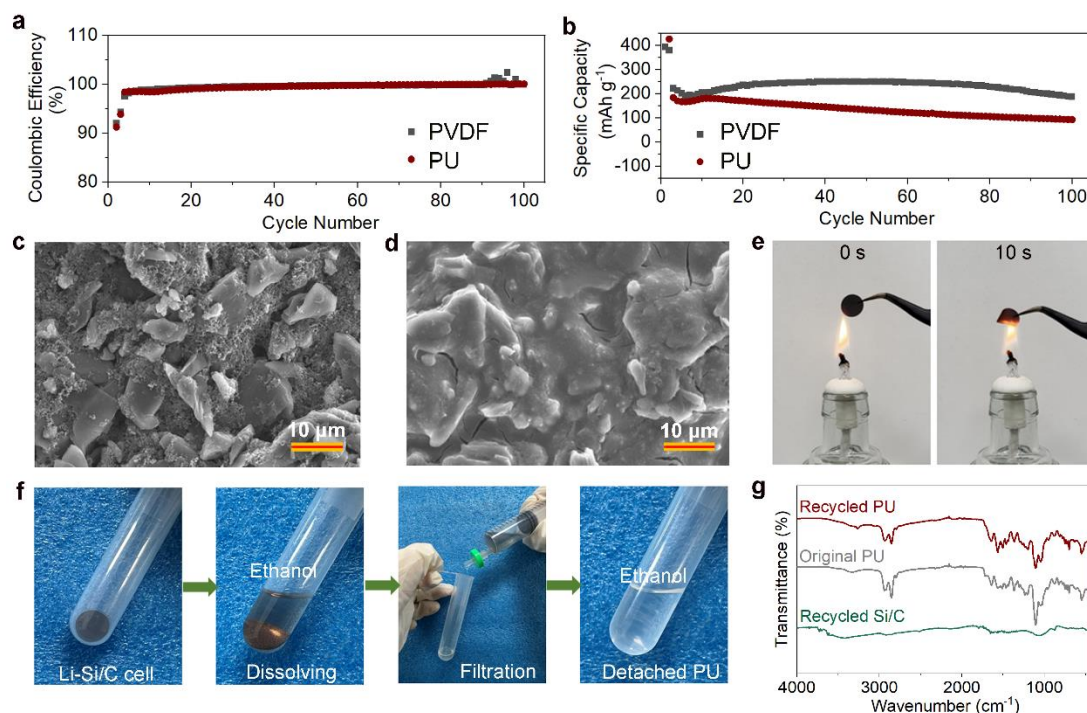 a
Coulombic Efficiency
(%)
100
90
80
PVDF
PU
0
20
40
60
80
100
Cycle Number
b
Specific Capacity
(mAh g⁻¹)
400
300
200
100
0
-100
PVDF
PU
0
20
40
60
80
100
Cycle Number
c
10 μm
d
10 μm
e
0 s
10 s
f
Li-Si/C cell
Ethanol
Dissolving
Filtration
Ethanol
Detached PU
g
Transmittance (%)
Recycled PU
Original PU
Recycled Si/C
4000
3000
2000
1000
Wavenumber (cm⁻¹)